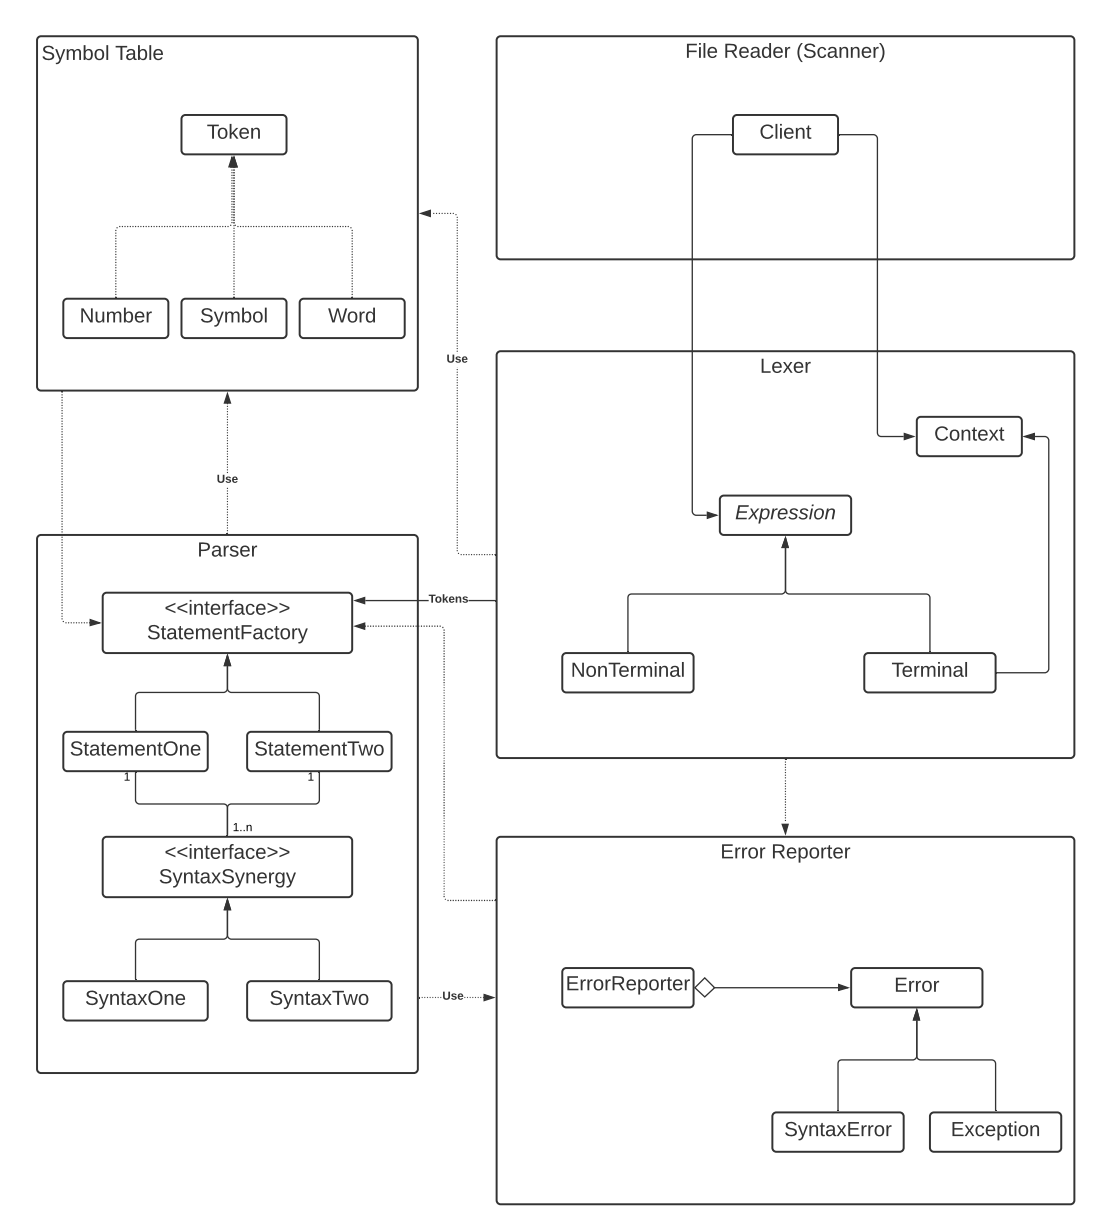 Symbol Table
Token
Number
Symbol
Word
File Reader (Scanner)
Client
Use
Use
Lexer
Context
Expression
NonTerminal
Terminal
Tokens
Parser
<<interface>>
StatementFactory
StatementOne
StatementTwo
1
1
1..n
<<interface>>
SyntaxSynergy
SyntaxOne
SyntaxTwo
Use
Error Reporter
ErrorReporter
Error
SyntaxError
Exception